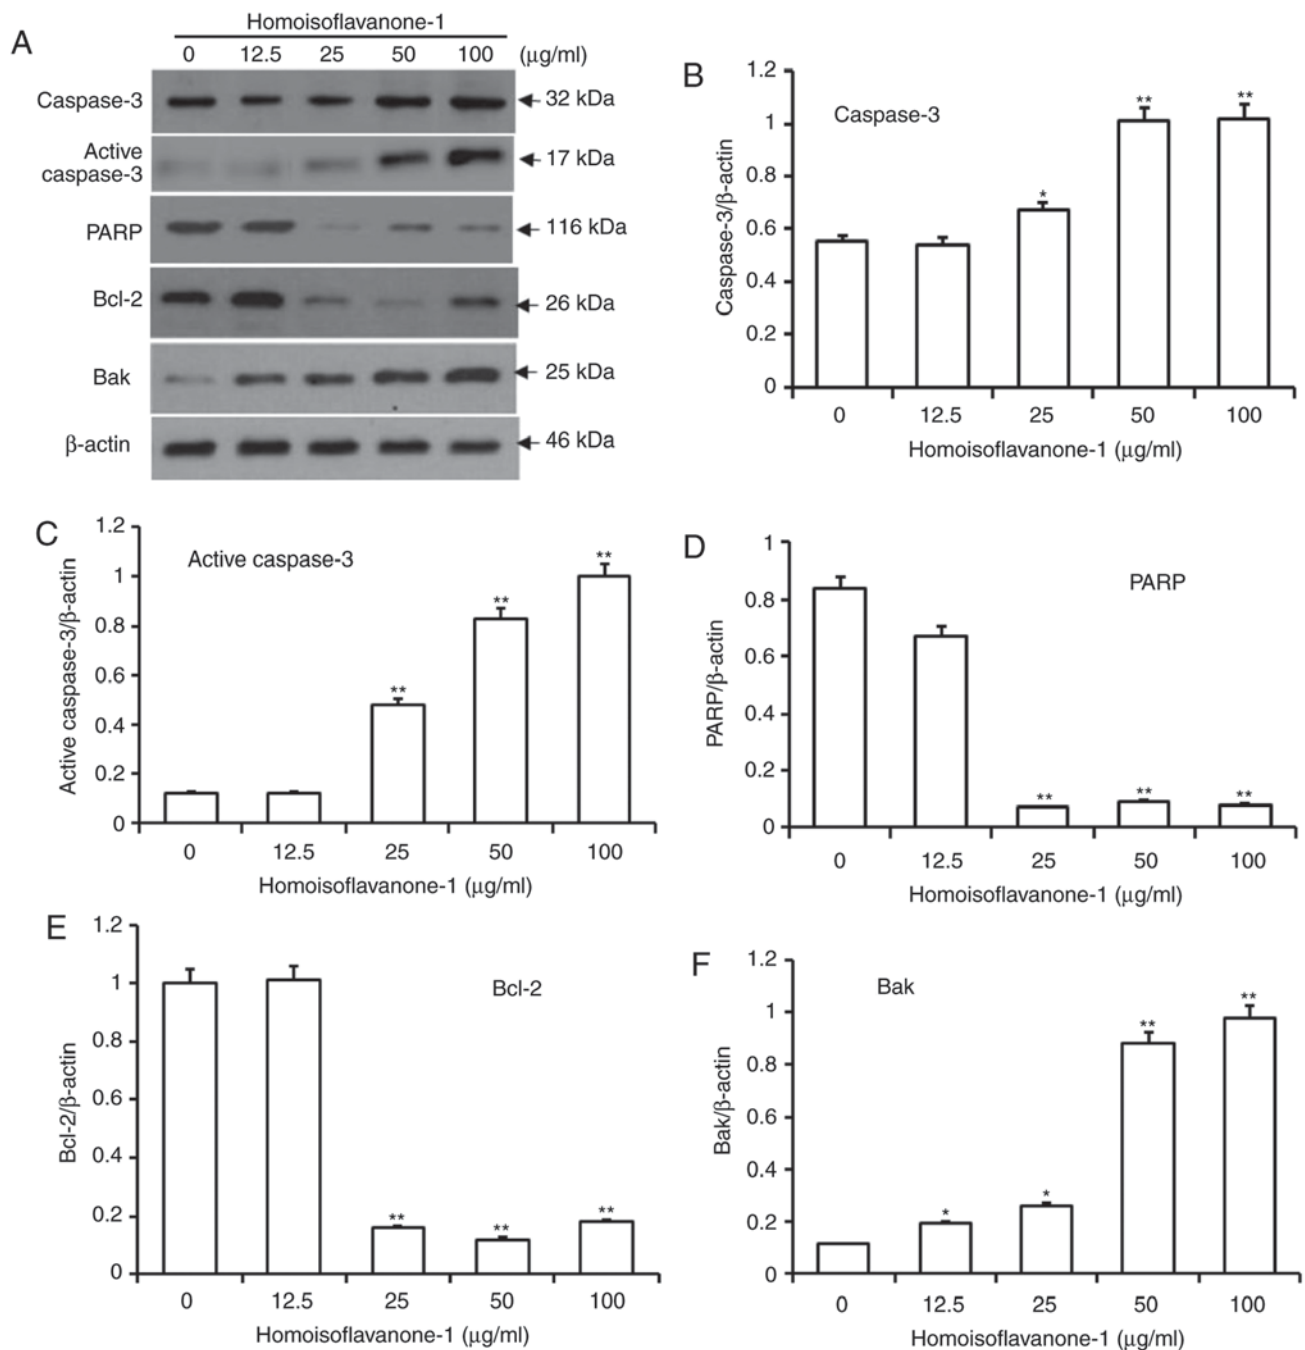 A
Homoisoflavanone-1
0 12.5 25 50 100 (μg/ml)
Caspase-3 32 kDa
Active
caspase-3 17 kDa
PARP 116 kDa
Bcl-2 26 kDa
Bak 25 kDa
β-actin 46 kDa
B
Caspase-3
Caspase-3/β-actin
1.2
1
0.8
0.6
0.4
0.2
0
* ** **
0 12.5 25 50 100
Homoisoflavanone-1 (μg/ml)
C
Active caspase-3
Active caspase-3/β-actin
1.2
1
0.8
0.6
0.4
0.2
0
** ** **
0 12.5 25 50 100
Homoisoflavanone-1 (μg/ml)
D
PARP
PARP/β-actin
1
0.8
0.6
0.4
0.2
0
** ** **
0 12.5 25 50 100
Homoisoflavanone-1 (μg/ml)
E
Bcl-2
Bcl-2/β-actin
1.2
1
0.8
0.6
0.4
0.2
0
** ** **
0 12.5 25 50 100
Homoisoflavanone-1 (μg/ml)
F
Bak
Bak/β-actin
1.2
1
0.8
0.6
0.4
0.2
0
* * ** **
0 12.5 25 50 100
Homoisoflavanone-1 (μg/ml)